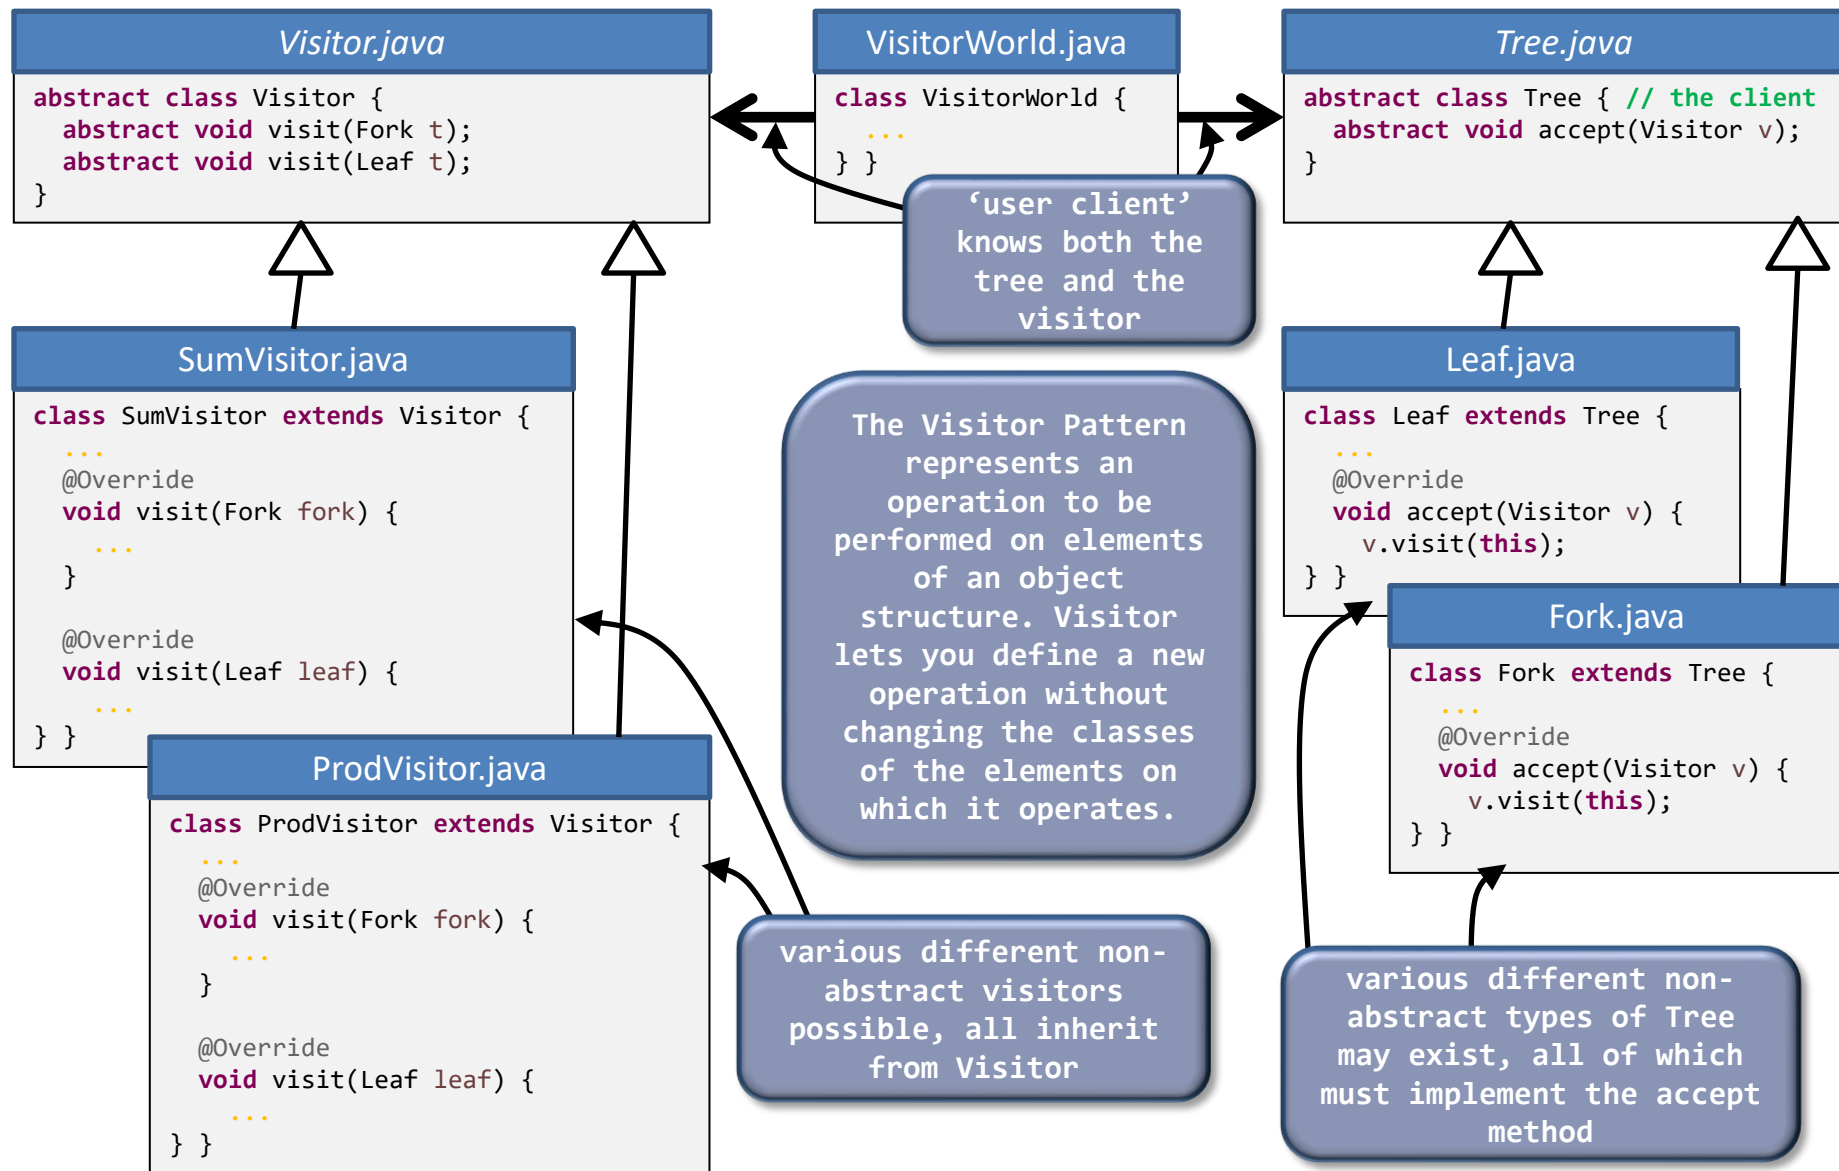 Visitor.java
abstract class Visitor {
  abstract void visit(Fork t);
  abstract void visit(Leaf t);
}
VisitorWorld.java
class VisitorWorld {
  ...
} }
Tree.java
abstract class Tree { // the client
  abstract void accept(Visitor v);
}
‘user client’
knows both the
tree and the
visitor
SumVisitor.java
class SumVisitor extends Visitor {
  ...
  @Override
  void visit(Fork fork) {
    ...
  }
  @Override
  void visit(Leaf leaf) {
    ...
} }
ProdVisitor.java
class ProdVisitor extends Visitor {
  ...
  @Override
  void visit(Fork fork) {
    ...
  }
  @Override
  void visit(Leaf leaf) {
    ...
} }
The Visitor Pattern
represents an
operation to be
performed on elements
of an object
structure. Visitor
lets you define a new
operation without
changing the classes
of the elements on
which it operates.
various different non-
abstract visitors
possible, all inherit
from Visitor
Leaf.java
class Leaf extends Tree {
  ...
  @Override
  void accept(Visitor v) {
    v.visit(this);
} }
Fork.java
class Fork extends Tree {
  ...
  @Override
  void accept(Visitor v) {
    v.visit(this);
} }
various different non-
abstract types of Tree
may exist, all of which
must implement the accept
method